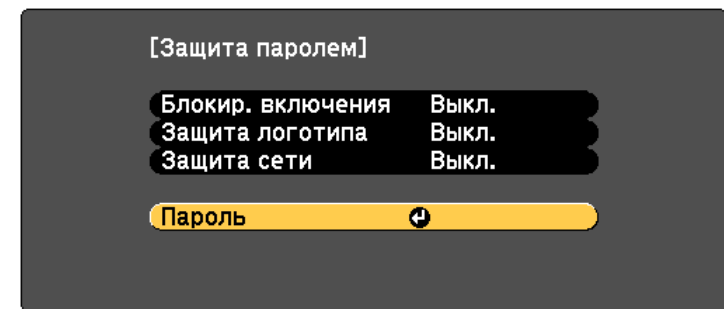 [Защита паролем]
Блокир. включения Выкл.
Защита логотипа Выкл.
Защита сети Выкл.
Пароль